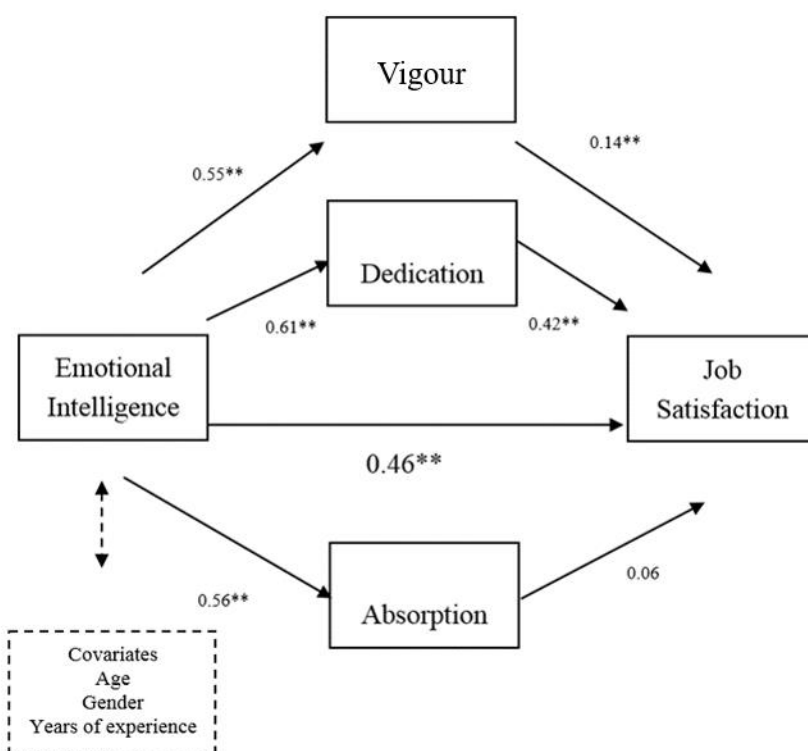 Vigour
0.55**
0.14**
Dedication
0.61**
0.42**
Emotional
Intelligence
Job
Satisfaction
0.46**
0.56**
Absorption
0.06
Covariates
Age
Gender
Years of experience